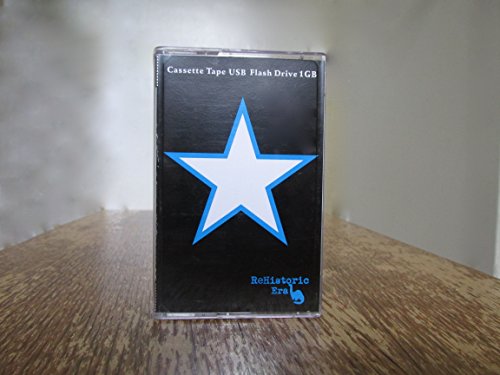 Cassette Tape USB Flash Drive 1GB
ReHistoric
Era